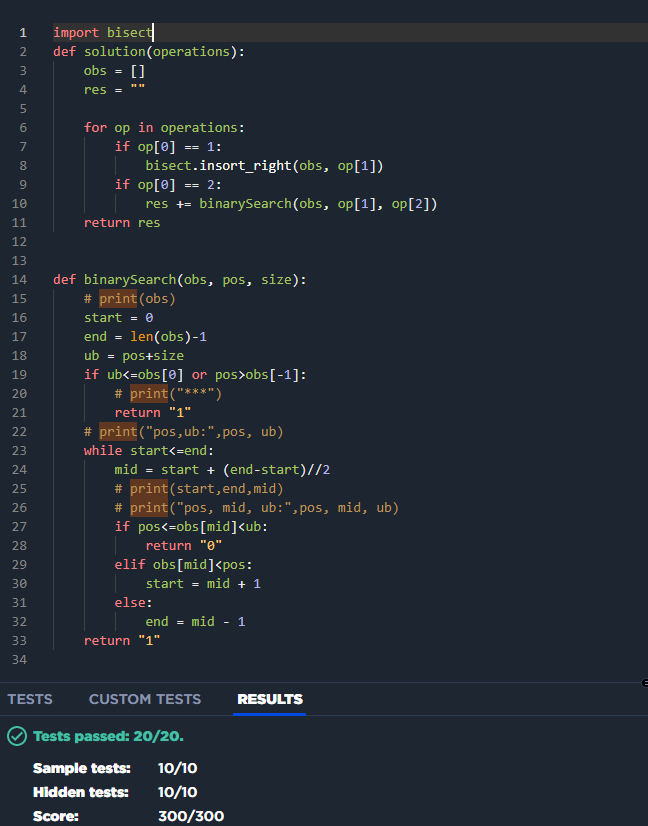 1 import bisect
2 def solution(operations):
3     obs = []
4     res = ""
5
6     for op in operations:
7         if op[0] == 1:
8             bisect.insort_right(obs, op[1])
9         if op[0] == 2:
10             res += binarySearch(obs, op[1], op[2])
11     return res
12
13
14 def binarySearch(obs, pos, size):
15     # print(obs)
16     start = 0
17     end = len(obs)-1
18     ub = pos+size
19     if ub<=obs[0] or pos>obs[-1]:
20         # print("***")
21         return "1"
22     # print("pos,ub:",pos, ub)
23     while start<=end:
24         mid = start + (end-start)//2
25         # print(start,end,mid)
26         # print("pos, mid, ub:",pos, mid, ub)
27         if pos<=obs[mid]<ub:
28             return "0"
29         elif obs[mid]<pos:
30             start = mid + 1
31         else:
32             end = mid - 1
33     return "1"
34
TESTS CUSTOM TESTS RESULTS
Tests passed: 20/20.
Sample tests: 10/10
Hidden tests: 10/10
Score: 300/300